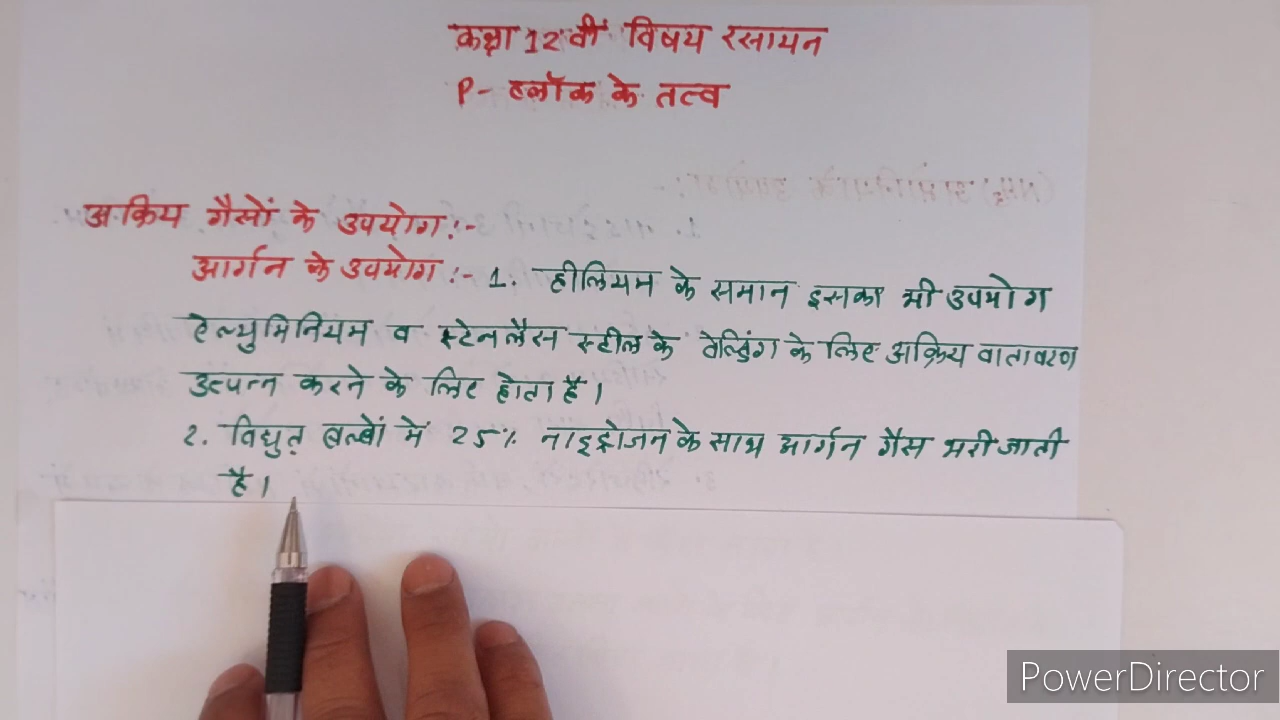 कक्षा 12 वी विषय रसायन
P- ब्लॉक के तत्व
अक्रिय गैसों के उपयोग :-
आर्गन के उपयोग :- 1. हीलियम के समान इसका भी उपयोग
ऐल्युमिनियम व स्टेनलैस स्टील के वेल्डिंग के लिए अक्रिय वातावरण
उत्पन्न करने के लिए होता है।
2. विद्युत् बल्बों में 25% नाइट्रोजन के साथ आर्गन गैस भरी जाती
है।
PowerDirector